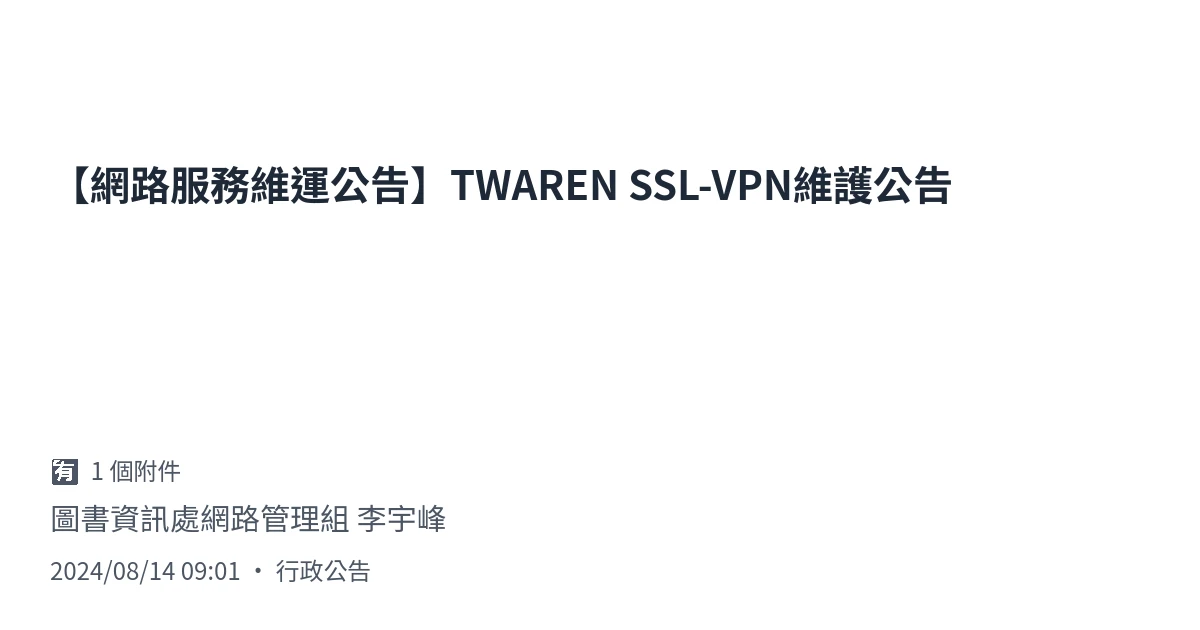 【網路服務維運公告】TWAREN SSL-VPN維護公告
🈶 1 個附件
圖書資訊處網路管理組 李宇峰
2024/08/14 09:01 • 行政公告